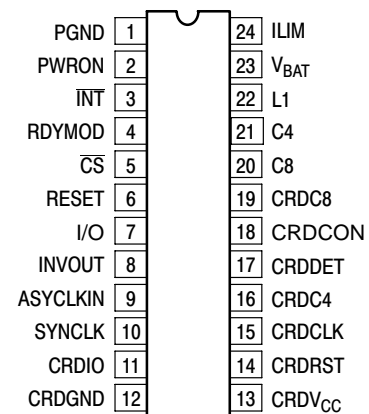 PGND 1 24 ILIM
PWRON 2 23 V_BAT
INT 3 22 L1
RDYMOD 4 21 C4
CS 5 20 C8
RESET 6 19 CRDC8
I/O 7 18 CRDCON
INVOUT 8 17 CRDDET
ASYCLKIN 9 16 CRDC4
SYNCLK 10 15 CRDCLK
CRDIO 11 14 CRDRST
CRDGND 12 13 CRDV_CC